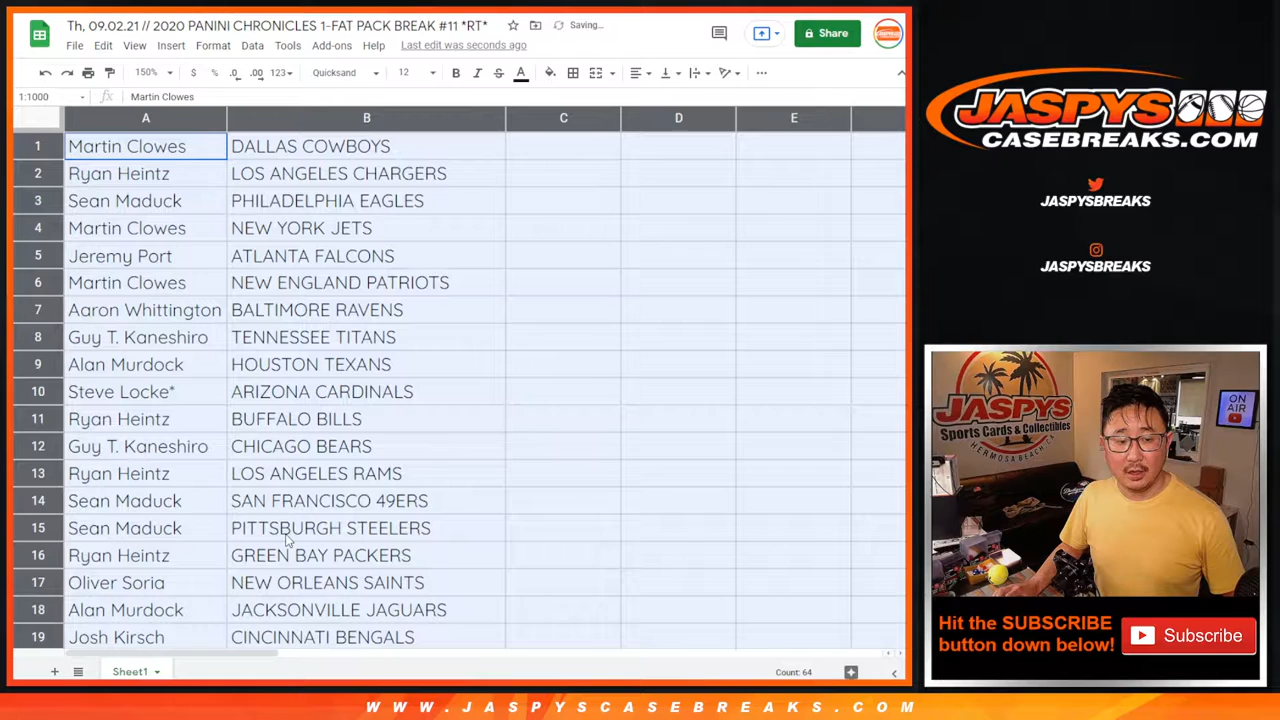 Th, 09.02.21 // 2020 PANINI CHRONICLES 1-FAT PACK BREAK #11 *RT*
Saving...
File Edit View Insert Format Data Tools Add-ons Help Last edit was seconds ago
Share
150% $ % .0 .00 123 Quicksand 12 B I S A
1:1000 fx Martin Clowes
A B C D E
1 Martin Clowes DALLAS COWBOYS
2 Ryan Heintz LOS ANGELES CHARGERS
3 Sean Maduck PHILADELPHIA EAGLES
4 Martin Clowes NEW YORK JETS
5 Jeremy Port ATLANTA FALCONS
6 Martin Clowes NEW ENGLAND PATRIOTS
7 Aaron Whittington BALTIMORE RAVENS
8 Guy T. Kaneshiro TENNESSEE TITANS
9 Alan Murdock HOUSTON TEXANS
10 Steve Locke* ARIZONA CARDINALS
11 Ryan Heintz BUFFALO BILLS
12 Guy T. Kaneshiro CHICAGO BEARS
13 Ryan Heintz LOS ANGELES RAMS
14 Sean Maduck SAN FRANCISCO 49ERS
15 Sean Maduck PITTSBURGH STEELERS
16 Ryan Heintz GREEN BAY PACKERS
17 Oliver Soria NEW ORLEANS SAINTS
18 Alan Murdock JACKSONVILLE JAGUARS
19 Josh Kirsch CINCINNATI BENGALS
Sheet1
Count: 64
JASPYS
CASEBREAKS.COM
JASPYSBREAKS
JASPYSBREAKS
JASPYS
Sports Cards & Collectibles
HERMOSA BEACH, CA
ON
AIR
Hit the SUBSCRIBE
button down below!
Subscribe
WWW.JASPYSCASEBREAKS.COM